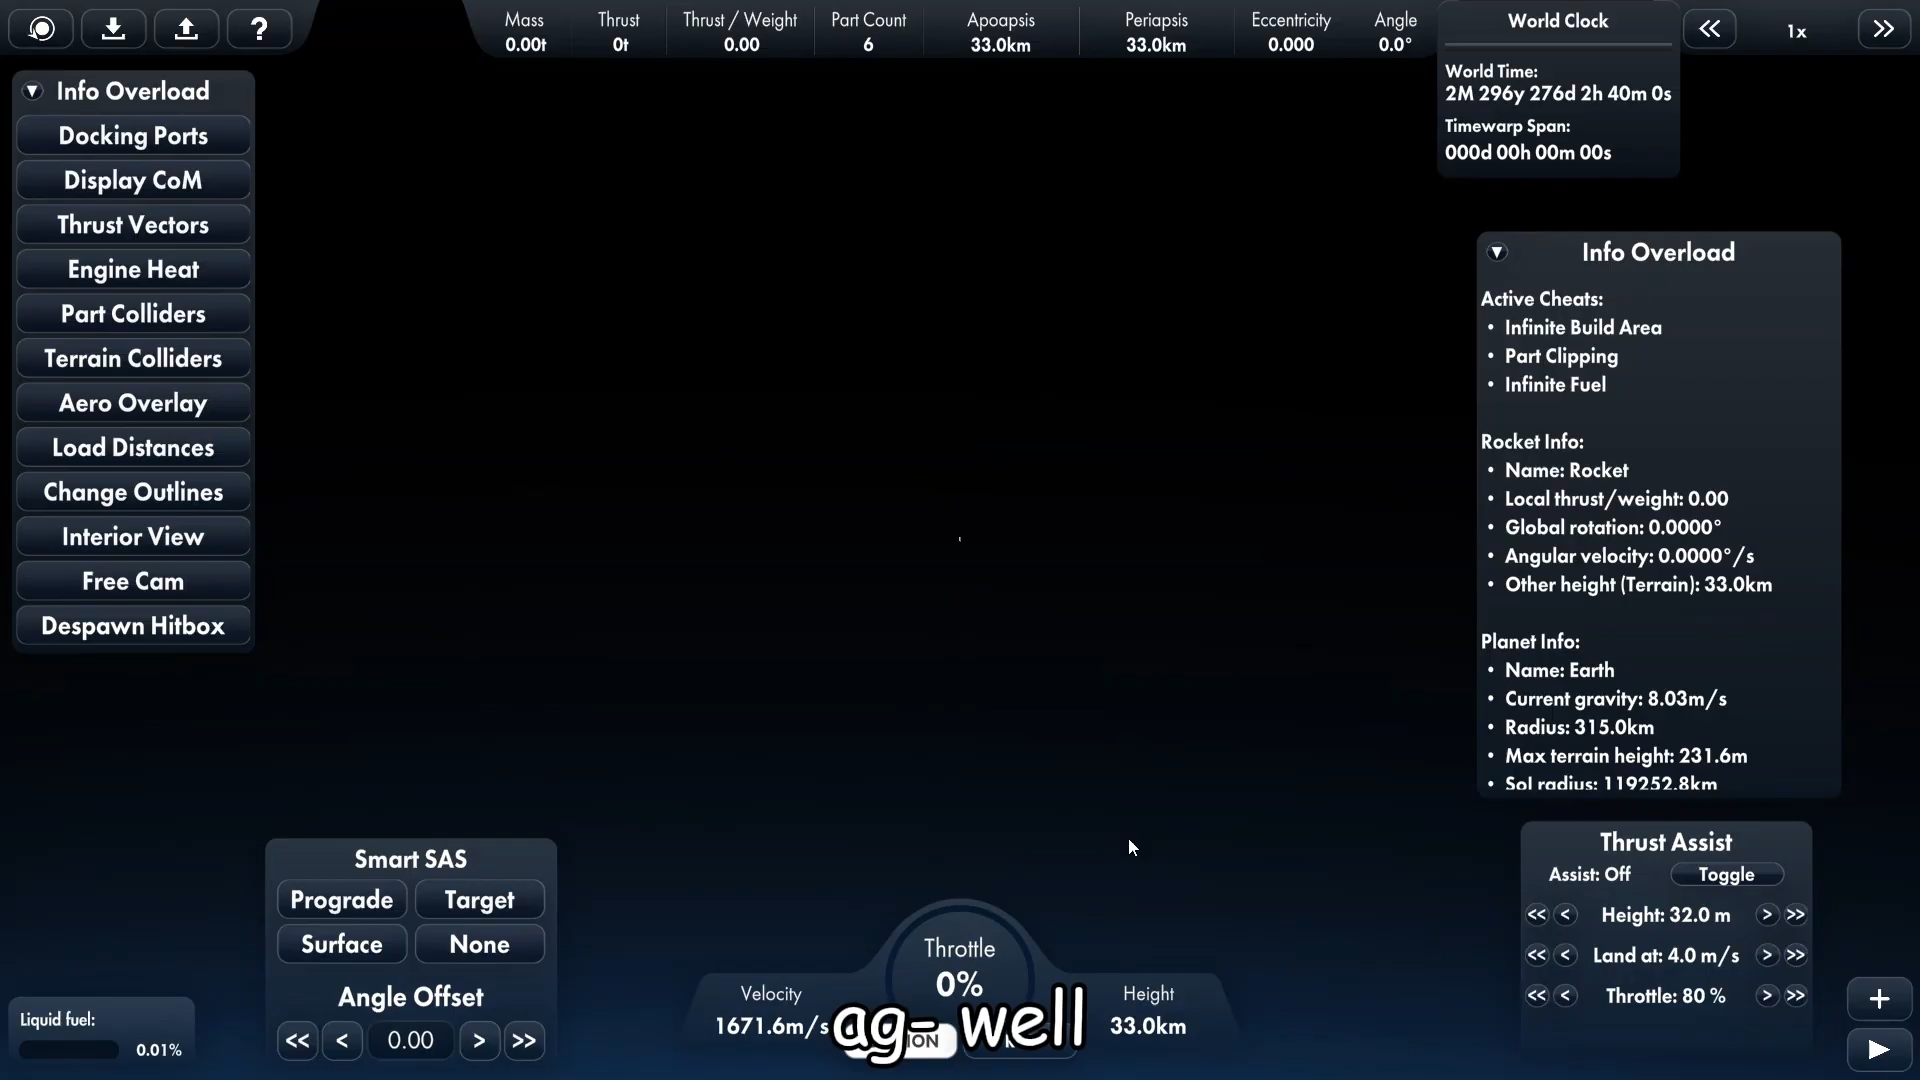 ?
Mass
0.00t
Thrust
0t
Thrust / Weight
0.00
Part Count
6
Apoapsis
33.0km
Periapsis
33.0km
Eccentricity
0.000
Angle
0.0°
World Clock
World Time:
2M 296y 276d 2h 40m 0s
Timewarp Span:
000d 00h 00m 00s
1x
Info Overload
Docking Ports
Display CoM
Thrust Vectors
Engine Heat
Part Colliders
Terrain Colliders
Aero Overlay
Load Distances
Change Outlines
Interior View
Free Cam
Despawn Hitbox
Info Overload
Active Cheats:
• Infinite Build Area
• Part Clipping
• Infinite Fuel
Rocket Info:
• Name: Rocket
• Local thrust/weight: 0.00
• Global rotation: 0.0000°
• Angular velocity: 0.0000°/s
• Other height (Terrain): 33.0km
Planet Info:
• Name: Earth
• Current gravity: 8.03m/s
• Radius: 315.0km
• Max terrain height: 231.6m
• SoI radius: 119252.8km
Smart SAS
Prograde Target
Surface None
Angle Offset
<< < 0.00 > >>
Liquid fuel:
0.01%
Throttle
0%
Velocity
1671.6m/s
Height
33.0km
ag- well
Thrust Assist
Assist: Off Toggle
<< < Height: 32.0 m > >>
<< < Land at: 4.0 m/s > >>
<< < Throttle: 80 % > >>